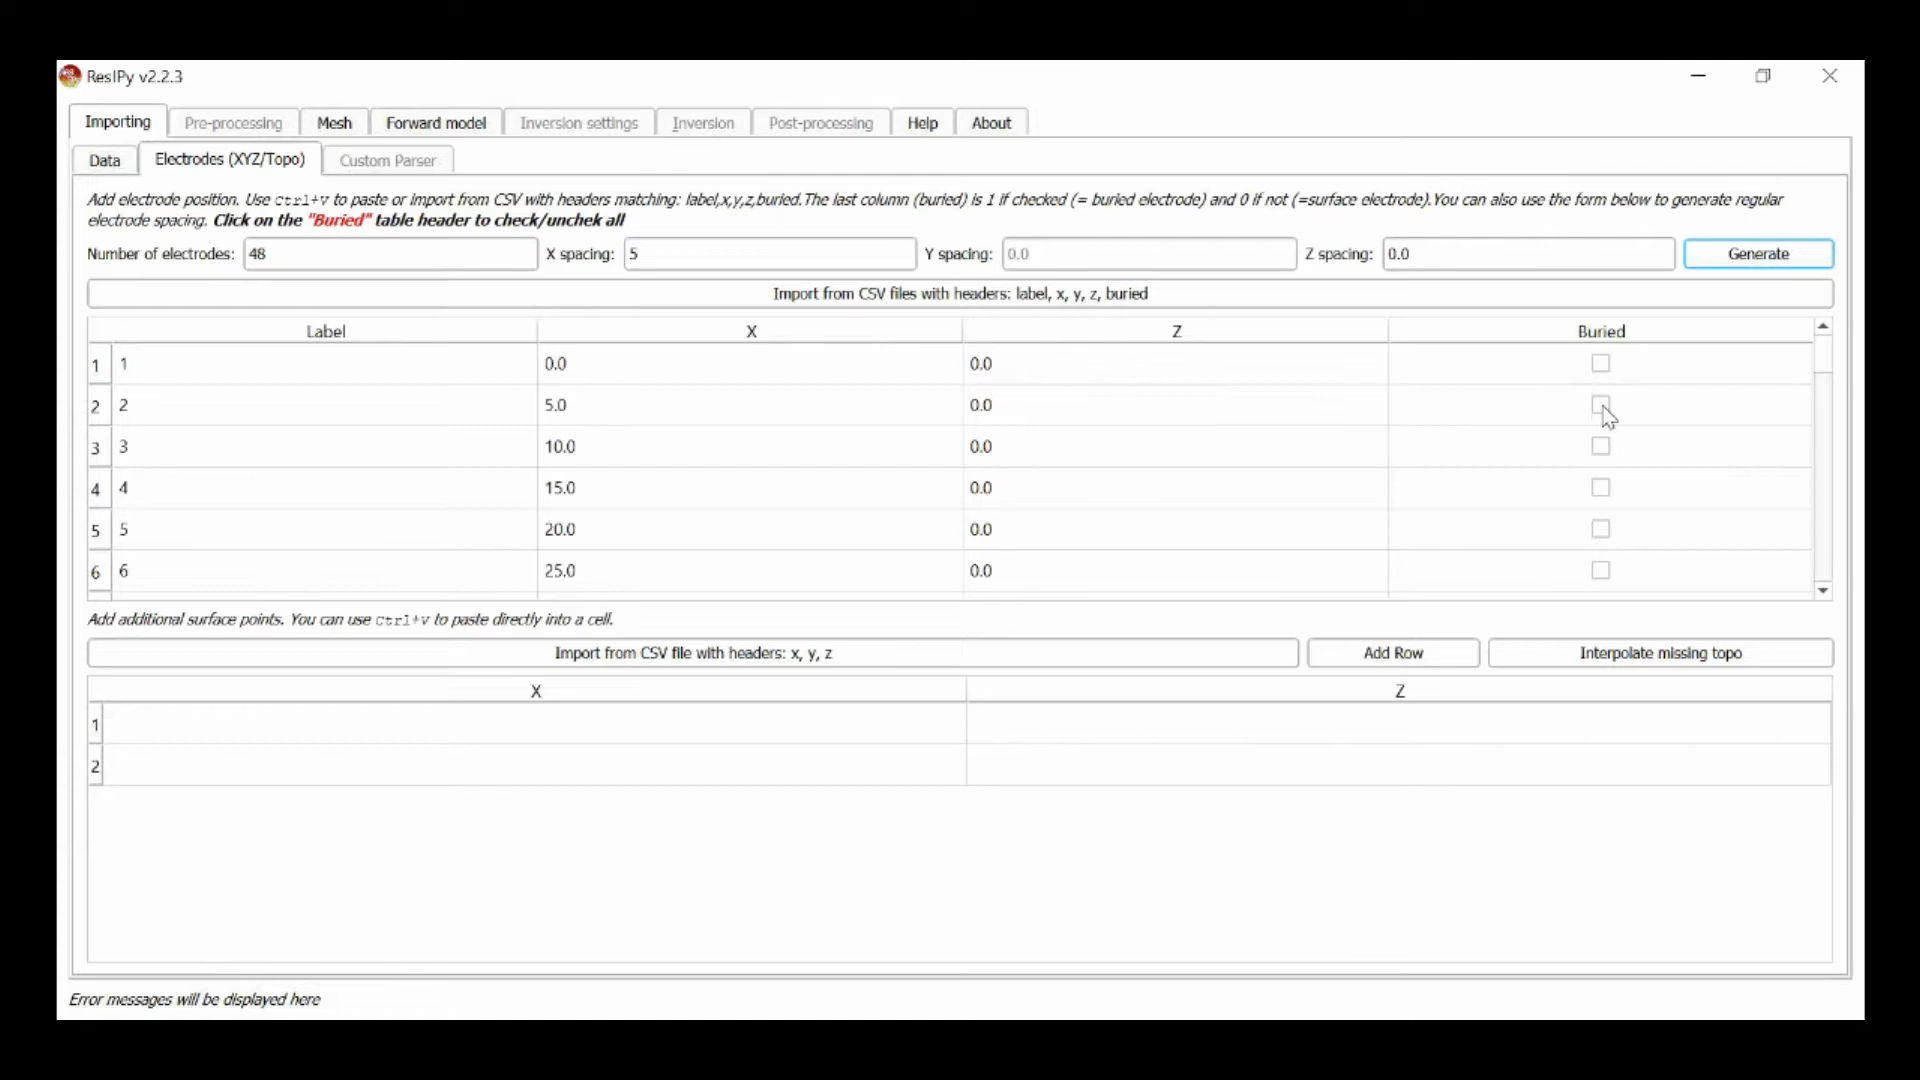 ResIPy v2.2.3
Importing Pre-processing Mesh Forward model Inversion settings Inversion Post-processing Help About
Data Electrodes (XYZ/Topo) Custom Parser
Add electrode position. Use ctrl+v to paste or import from CSV with headers matching: label,x,y,z,buried.The last column (buried) is 1 if checked (= buried electrode) and 0 if not (=surface electrode).You can also use the form below to generate regular
electrode spacing. Click on the "Buried" table header to check/unchek all
Number of electrodes: 48 X spacing: 5 Y spacing: 0.0 Z spacing: 0.0 Generate
Import from CSV files with headers: label, x, y, z, buried
Label X Z Buried
1 1 0.0 0.0
2 2 5.0 0.0
3 3 10.0 0.0
4 4 15.0 0.0
5 5 20.0 0.0
6 6 25.0 0.0
Add additional surface points. You can use ctrl+v to paste directly into a cell.
Import from CSV file with headers: x, y, z Add Row Interpolate missing topo
X Z
1
2
Error messages will be displayed here